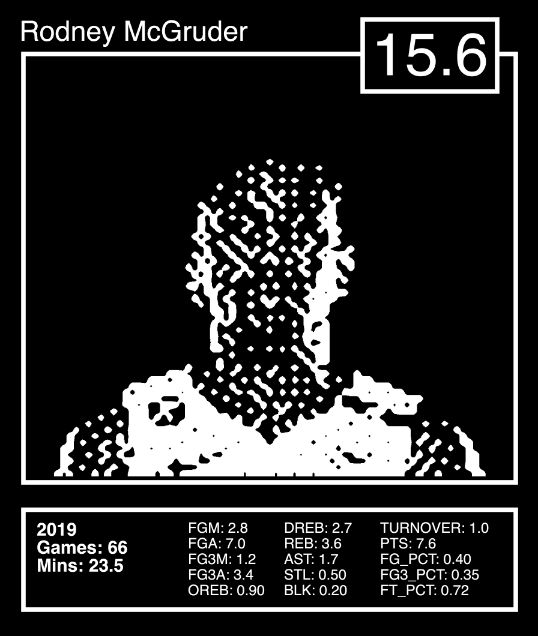 Rodney McGruder
15.6
2019
Games: 66
Mins: 23.5
FGM: 2.8
FGA: 7.0
FG3M: 1.2
FG3A: 3.4
OREB: 0.90
DREB: 2.7
REB: 3.6
AST: 1.7
STL: 0.50
BLK: 0.20
TURNOVER: 1.0
PTS: 7.6
FG_PCT: 0.40
FG3_PCT: 0.35
FT_PCT: 0.72